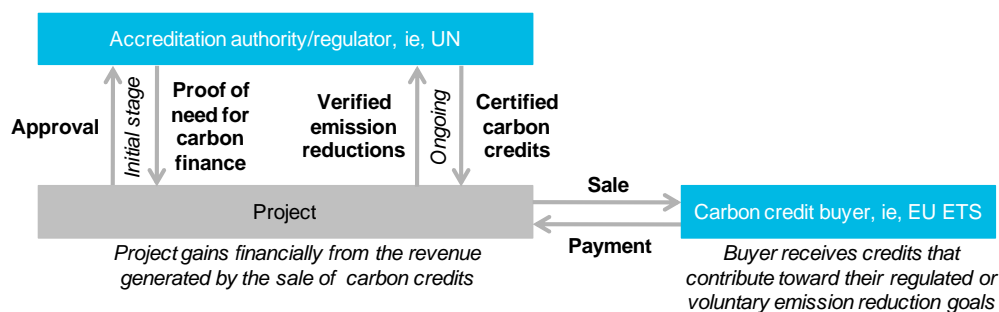 Accreditation authority/regulator, ie, UN
Approval
Initial stage
Proof of
need for
carbon
finance
Verified
emission
reductions
Ongoing
Certified
carbon
credits
Project
Sale
Payment
Carbon credit buyer, ie, EU ETS
Project gains financially from the revenue
generated by the sale of carbon credits
Buyer receives credits that
contribute toward their regulated or
voluntary emission reduction goals